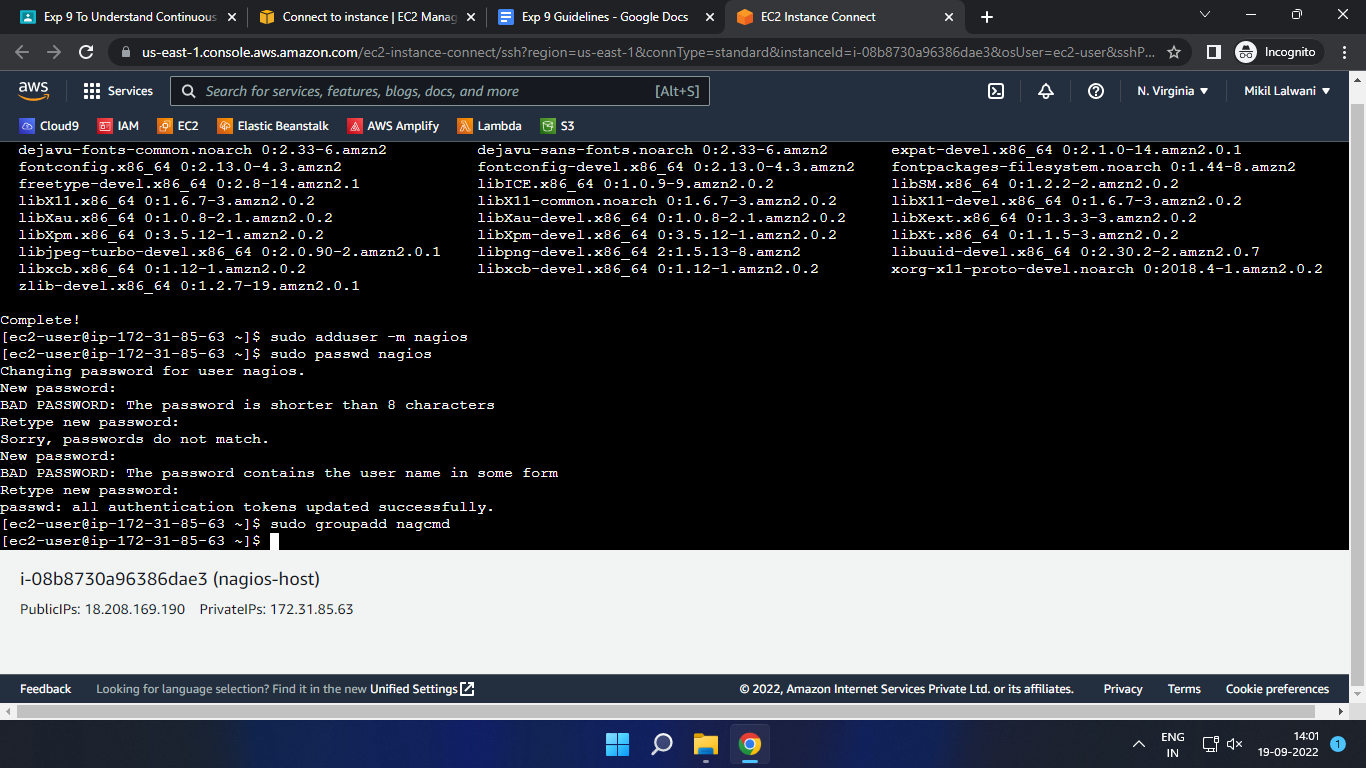 Exp 9 To Understand Continuous
Connect to instance | EC2 Manag
Exp 9 Guidelines - Google Docs
EC2 Instance Connect
us-east-1.console.aws.amazon.com/ec2-instance-connect/ssh?region=us-east-1&connType=standard&instanceId=i-08b8730a96386dae3&osUser=ec2-user&sshP...
Incognito
aws
Services
Search for services, features, blogs, docs, and more
[Alt+S]
N. Virginia
Mikil Lalwani
Cloud9
IAM
EC2
Elastic Beanstalk
AWS Amplify
Lambda
S3
dejavu-fonts-common.noarch 0:2.33-6.amzn2 dejavu-sans-fonts.noarch 0:2.33-6.amzn2 expat-devel.x86_64 0:2.1.0-14.amzn2.0.1
fontconfig.x86_64 0:2.13.0-4.3.amzn2 fontconfig-devel.x86_64 0:2.13.0-4.3.amzn2 fontpackages-filesystem.noarch 0:1.44-8.amzn2
freetype-devel.x86_64 0:2.8-14.amzn2.1 libICE.x86_64 0:1.0.9-9.amzn2.0.2 libSM.x86_64 0:1.2.2-2.amzn2.0.2
libX11.x86_64 0:1.6.7-3.amzn2.0.2 libX11-common.noarch 0:1.6.7-3.amzn2.0.2 libX11-devel.x86_64 0:1.6.7-3.amzn2.0.2
libXau.x86_64 0:1.0.8-2.1.amzn2.0.2 libXau-devel.x86_64 0:1.0.8-2.1.amzn2.0.2 libXext.x86_64 0:1.3.3-3.amzn2.0.2
libXpm.x86_64 0:3.5.12-1.amzn2.0.2 libXpm-devel.x86_64 0:3.5.12-1.amzn2.0.2 libXt.x86_64 0:1.1.5-3.amzn2.0.2
libjpeg-turbo-devel.x86_64 0:2.0.90-2.amzn2.0.1 libpng-devel.x86_64 2:1.5.13-8.amzn2 libuuid-devel.x86_64 0:2.30.2-2.amzn2.0.7
libxcb.x86_64 0:1.12-1.amzn2.0.2 libxcb-devel.x86_64 0:1.12-1.amzn2.0.2 xorg-x11-proto-devel.noarch 0:2018.4-1.amzn2.0.2
zlib-devel.x86_64 0:1.2.7-19.amzn2.0.1
Complete!
[ec2-user@ip-172-31-85-63 ~]$ sudo adduser -m nagios
[ec2-user@ip-172-31-85-63 ~]$ sudo passwd nagios
Changing password for user nagios.
New password:
BAD PASSWORD: The password is shorter than 8 characters
Retype new password:
Sorry, passwords do not match.
New password:
BAD PASSWORD: The password contains the user name in some form
Retype new password:
passwd: all authentication tokens updated successfully.
[ec2-user@ip-172-31-85-63 ~]$ sudo groupadd nagcmd
[ec2-user@ip-172-31-85-63 ~]$
i-08b8730a96386dae3 (nagios-host)
PublicIPs: 18.208.169.190 PrivateIPs: 172.31.85.63
Feedback
Looking for language selection? Find it in the new Unified Settings
© 2022, Amazon Internet Services Private Ltd. or its affiliates.
Privacy
Terms
Cookie preferences
ENG
IN
14:01
19-09-2022
1